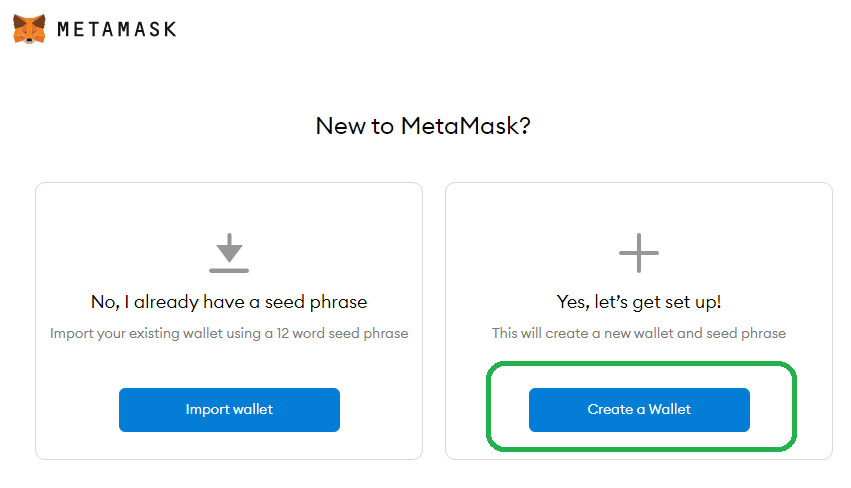 METAMASK
New to MetaMask?
No, I already have a seed phrase
Import your existing wallet using a 12 word seed phrase
Import wallet
Yes, let’s get set up!
This will create a new wallet and seed phrase
Create a Wallet